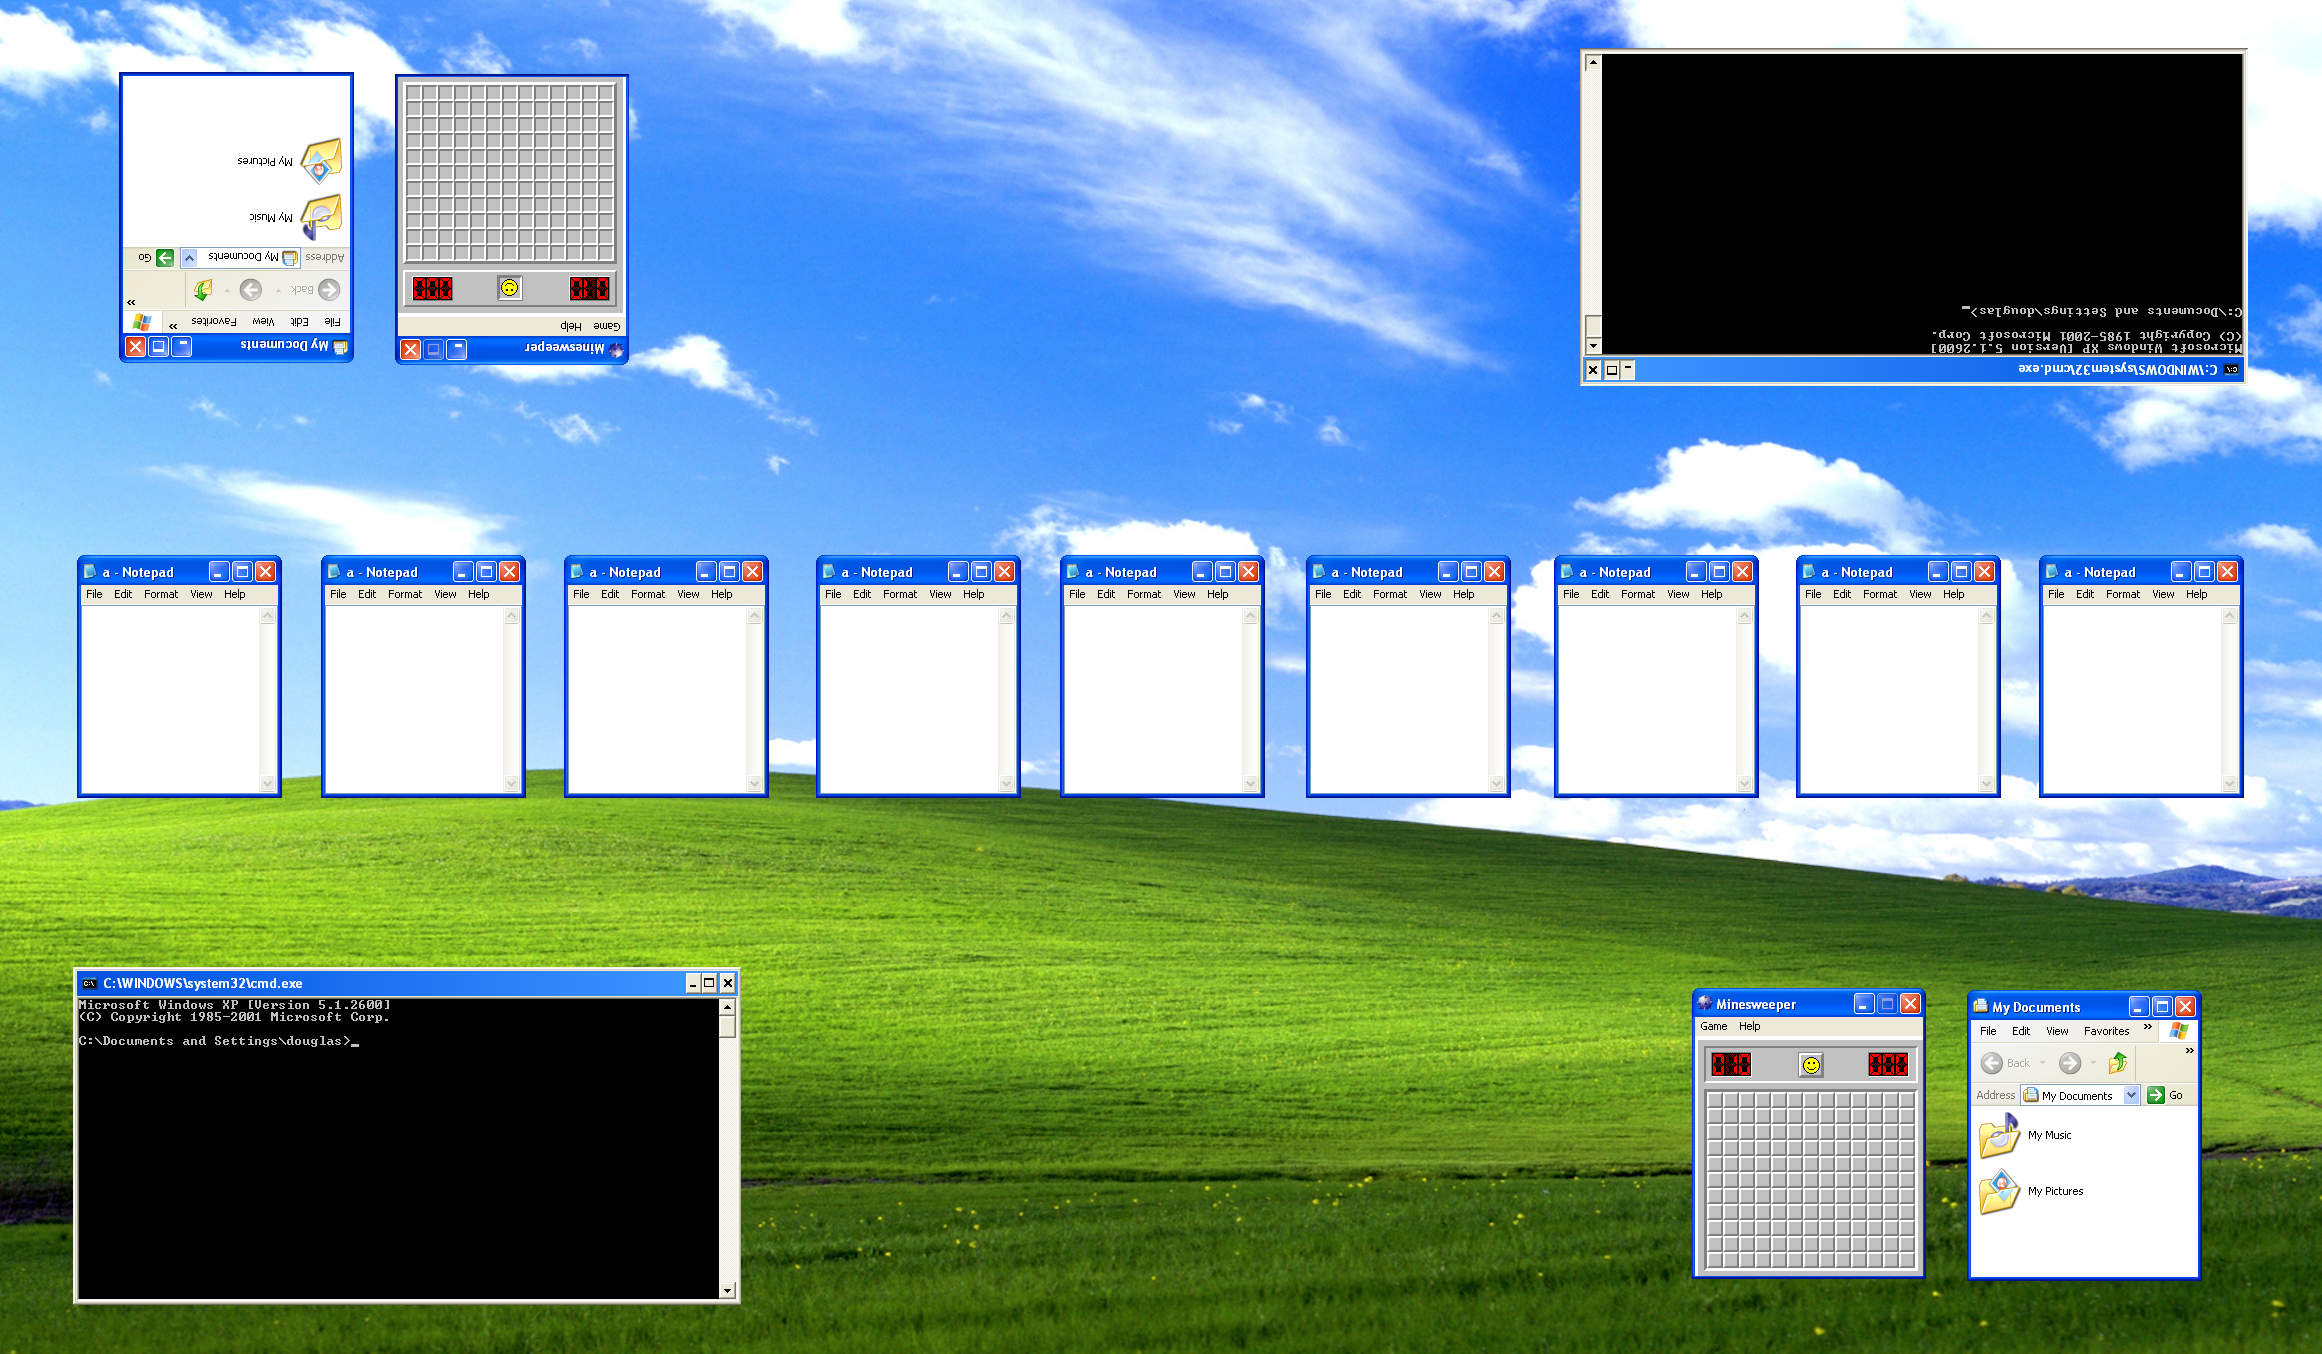 My Pictures
My Music
Address My Documents Go
Back
File Edit View Favorites »
My Documents
Game Help
Minesweeper
C:\Documents and Settings\douglas>_
(C) Copyright 1985-2001 Microsoft Corp.
Microsoft Windows XP [Version 5.1.2600]
C:\WINDOWS\system32\cmd.exe
a - Notepad
File Edit Format View Help
a - Notepad
File Edit Format View Help
a - Notepad
File Edit Format View Help
a - Notepad
File Edit Format View Help
a - Notepad
File Edit Format View Help
a - Notepad
File Edit Format View Help
a - Notepad
File Edit Format View Help
a - Notepad
File Edit Format View Help
a - Notepad
File Edit Format View Help
C:\WINDOWS\system32\cmd.exe
Microsoft Windows XP [Version 5.1.2600]
(C) Copyright 1985-2001 Microsoft Corp.
C:\Documents and Settings\douglas>_
Minesweeper
Game Help
My Documents
File Edit View Favorites »
Back
Address My Documents Go
My Music
My Pictures